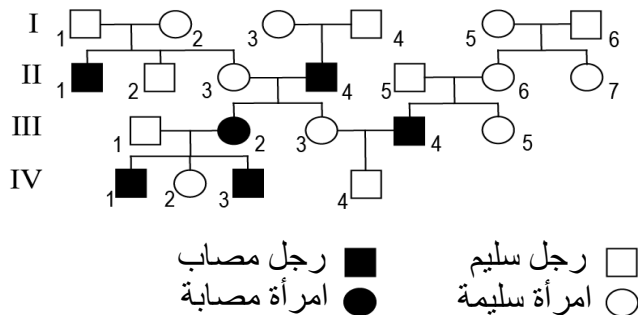 I 1 2 3 4 5 6
II 1 2 3 4 5 6 7
III 1 2 3 4 5
IV 1 2 3 4
رجل سليم رجل مصاب
امرأة سليمة امرأة مصابة